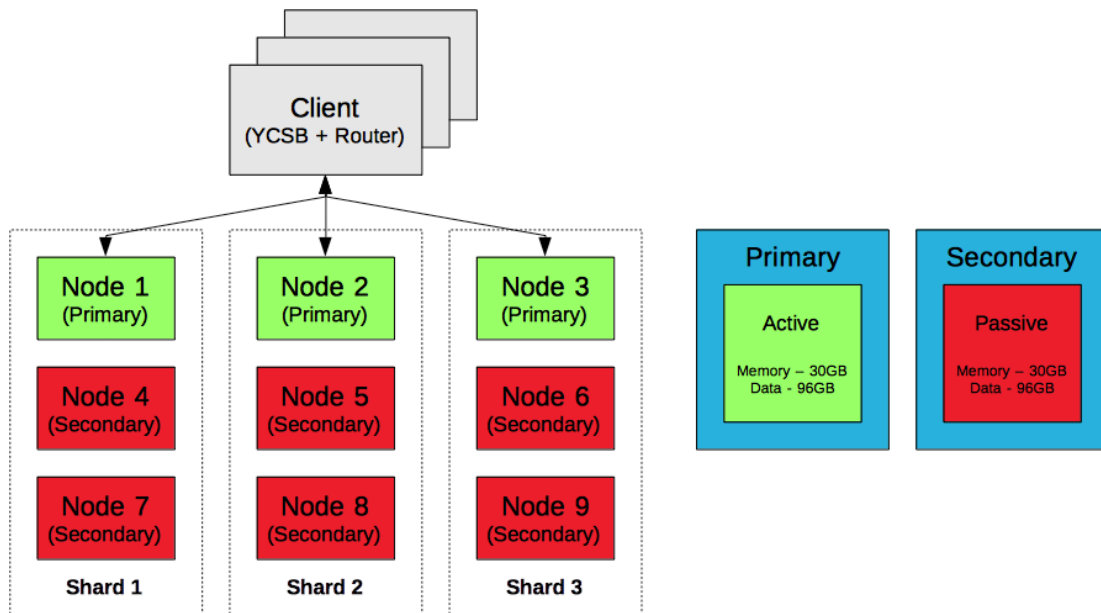 Client
(YCSB + Router)
Node 1
(Primary)
Node 4
(Secondary)
Node 7
(Secondary)
Shard 1
Node 2
(Primary)
Node 5
(Secondary)
Node 8
(Secondary)
Shard 2
Node 3
(Primary)
Node 6
(Secondary)
Node 9
(Secondary)
Shard 3
Primary
Active
Memory – 30GB
Data - 96GB
Secondary
Passive
Memory – 30GB
Data - 96GB